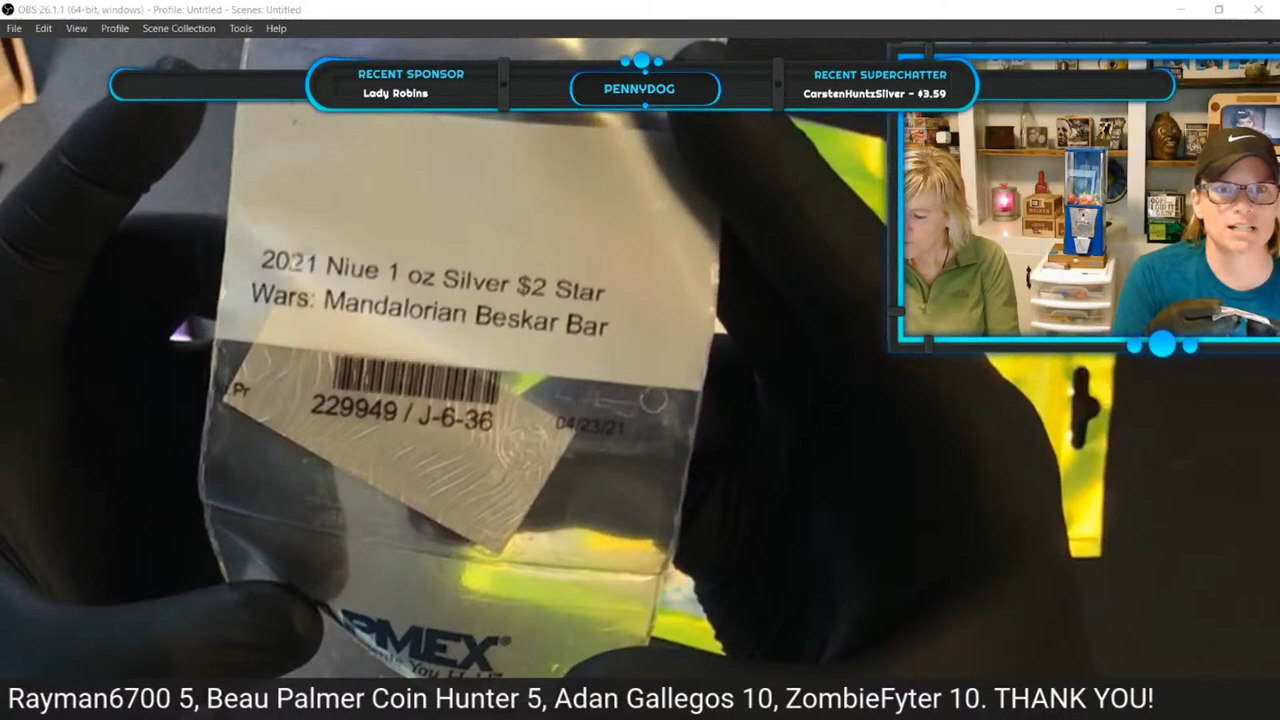 OBS 26.1.1 (64-bit, windows) - Profile: Untitled - Scenes: Untitled
File Edit View Profile Scene Collection Tools Help
RECENT SPONSOR
Lady Robins
PENNYDOG
RECENT SUPERCHATTER
CarstenHuntzSilver - $3.59
2021 Niue 1 oz Silver $2 Star
Wars: Mandalorian Beskar Bar
Pr
229949 / J-6-36
04/23/21
PMEX®
Rayman6700 5, Beau Palmer Coin Hunter 5, Adan Gallegos 10, ZombieFyter 10. THANK YOU!